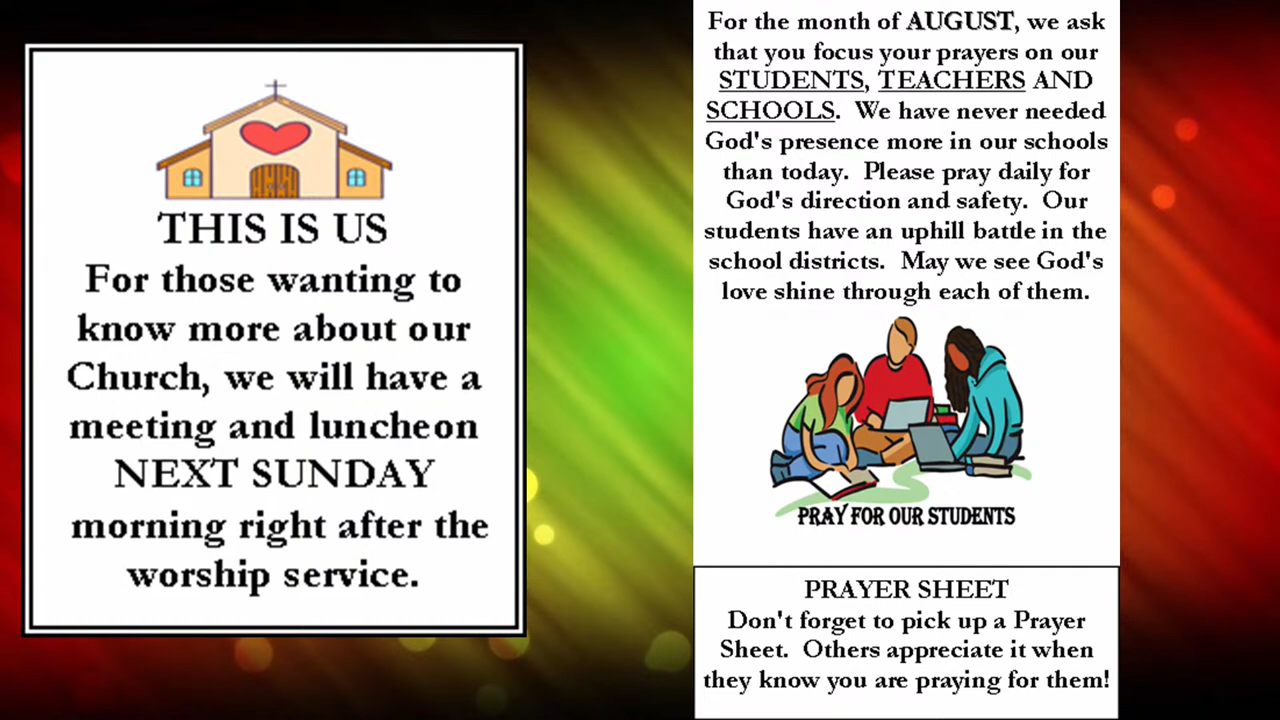 THIS IS US
For those wanting to
know more about our
Church, we will have a
meeting and luncheon
NEXT SUNDAY
morning right after the
worship service.
For the month of AUGUST, we ask
that you focus your prayers on our
STUDENTS, TEACHERS AND
SCHOOLS. We have never needed
God's presence more in our schools
than today. Please pray daily for
God's direction and safety. Our
students have an uphill battle in the
school districts. May we see God's
love shine through each of them.
PRAY FOR OUR STUDENTS
PRAYER SHEET
Don't forget to pick up a Prayer
Sheet. Others appreciate it when
they know you are praying for them!